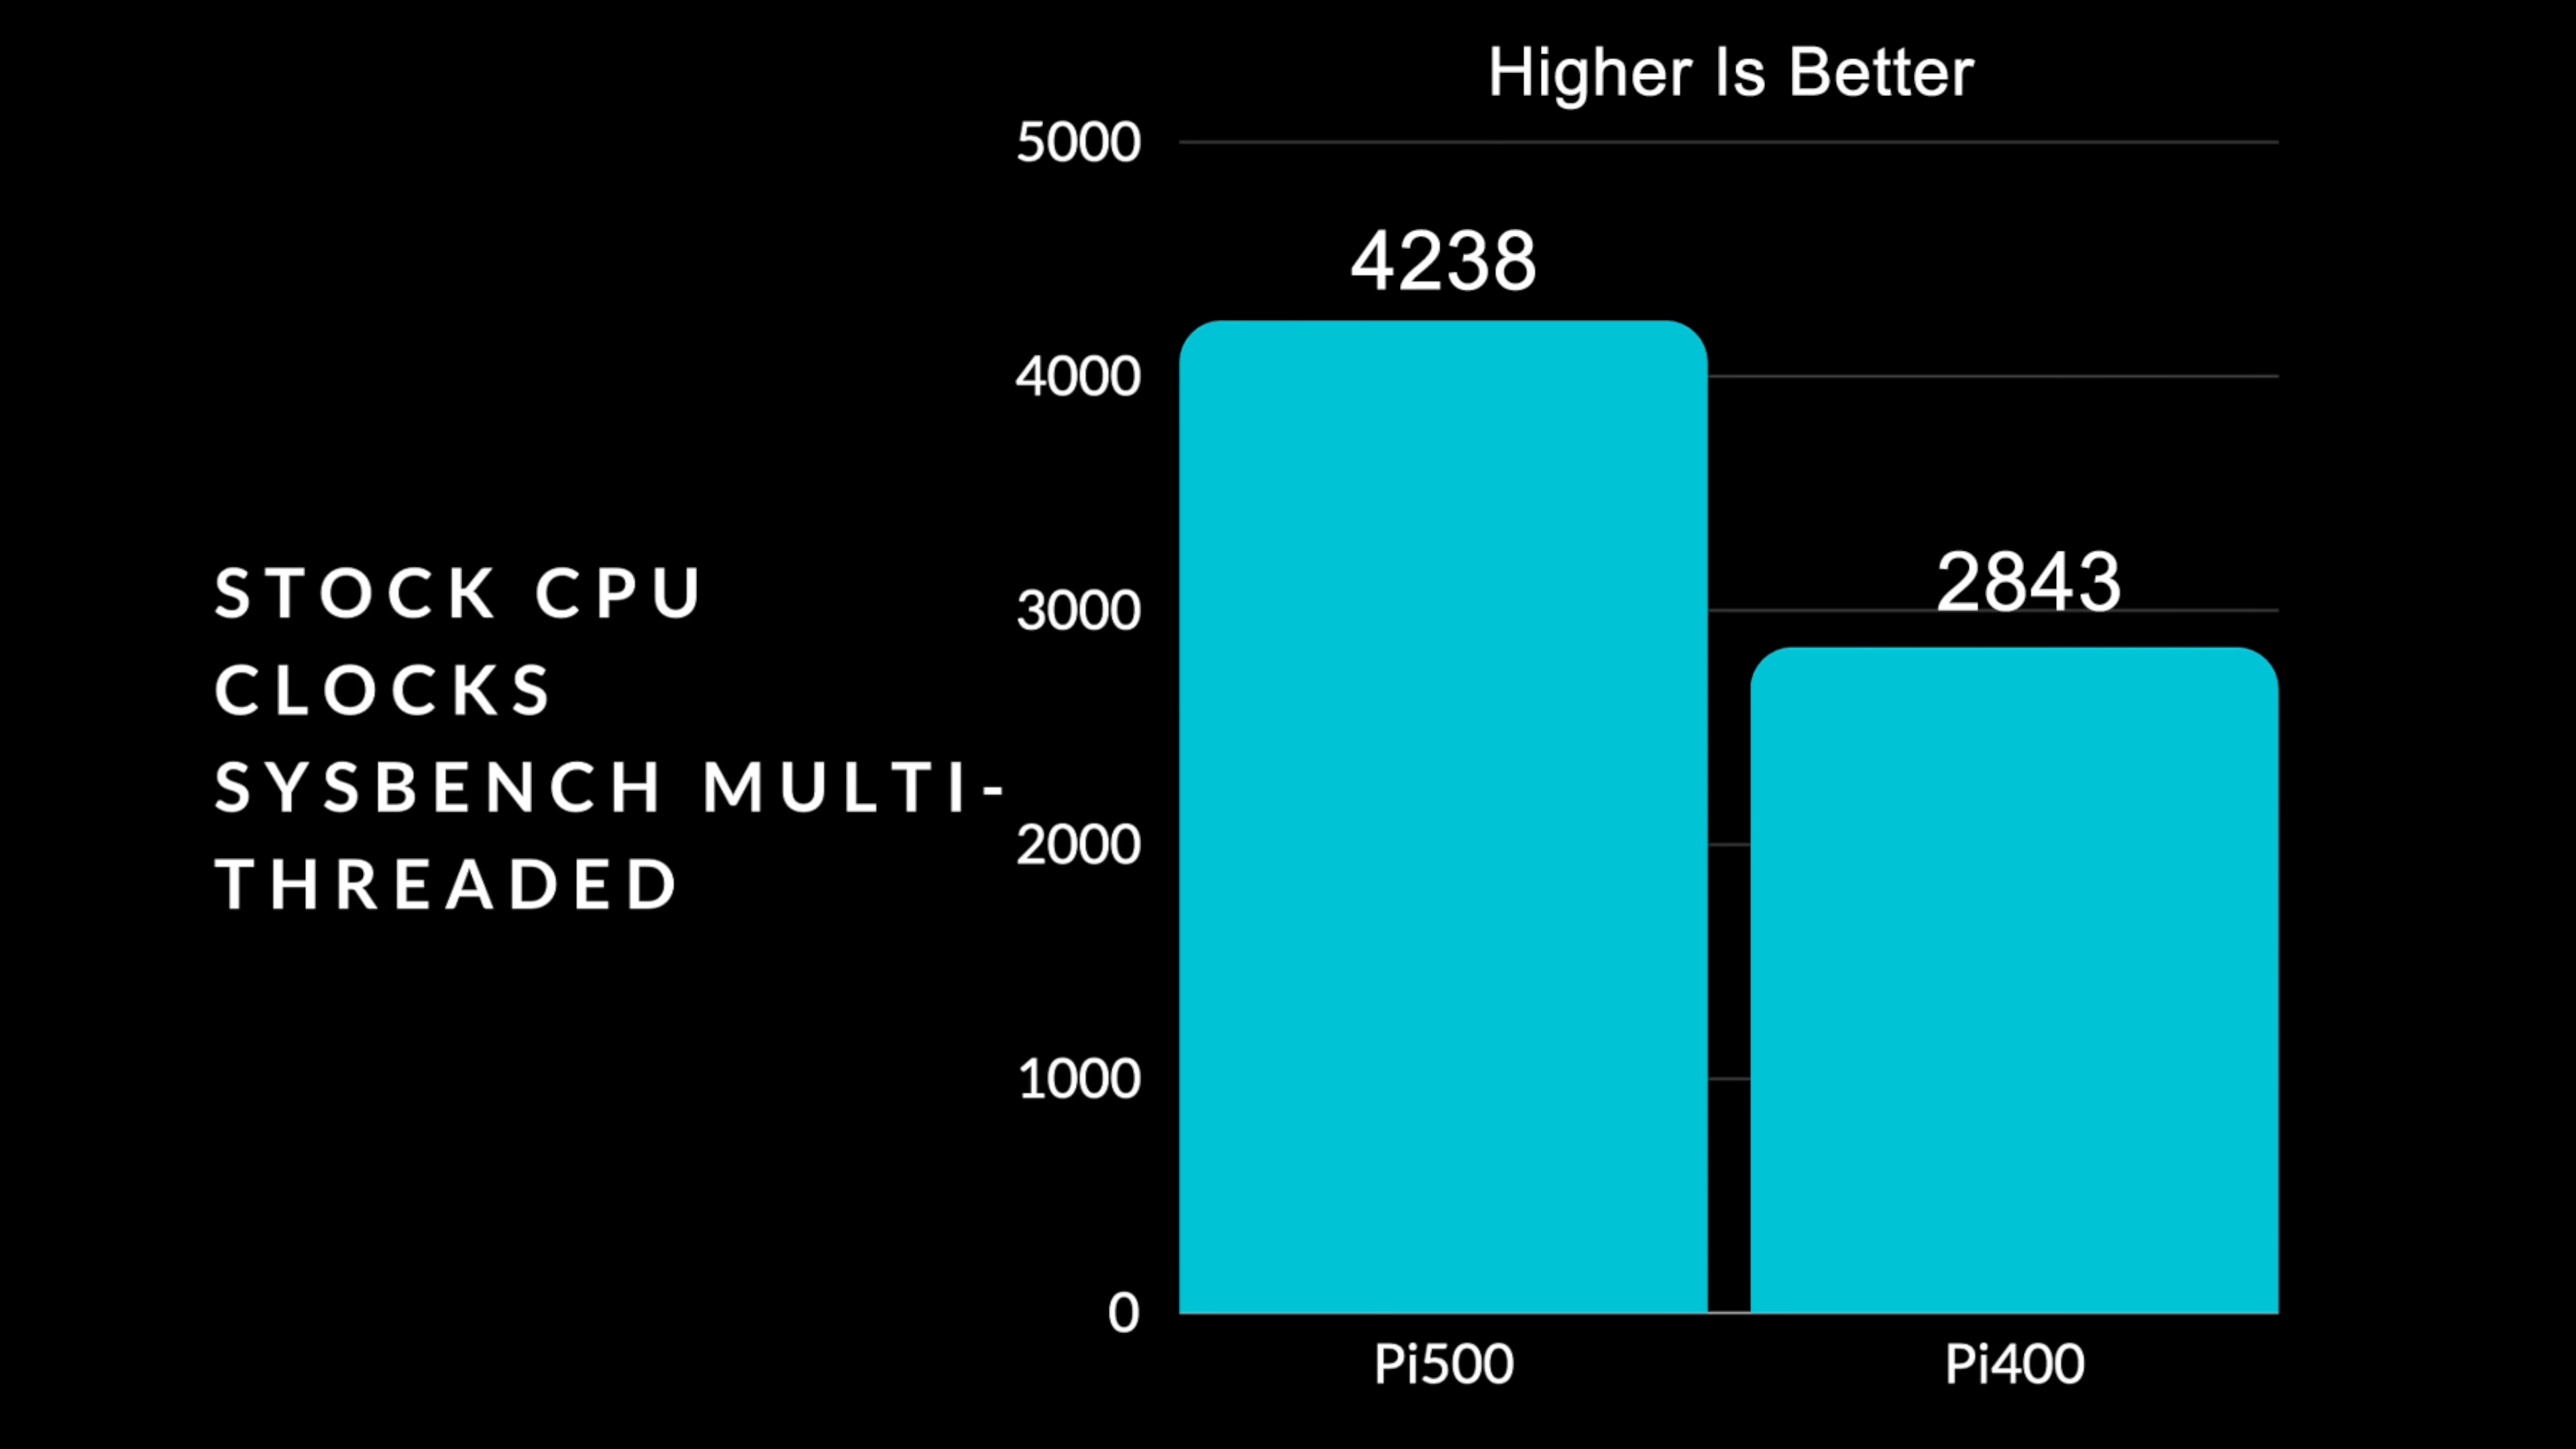 Higher Is Better
5000
4238
4000
2843
3000
STOCK CPU
CLOCKS
SYSBENCH MULTI-
THREADED
2000
1000
0
Pi500
Pi400